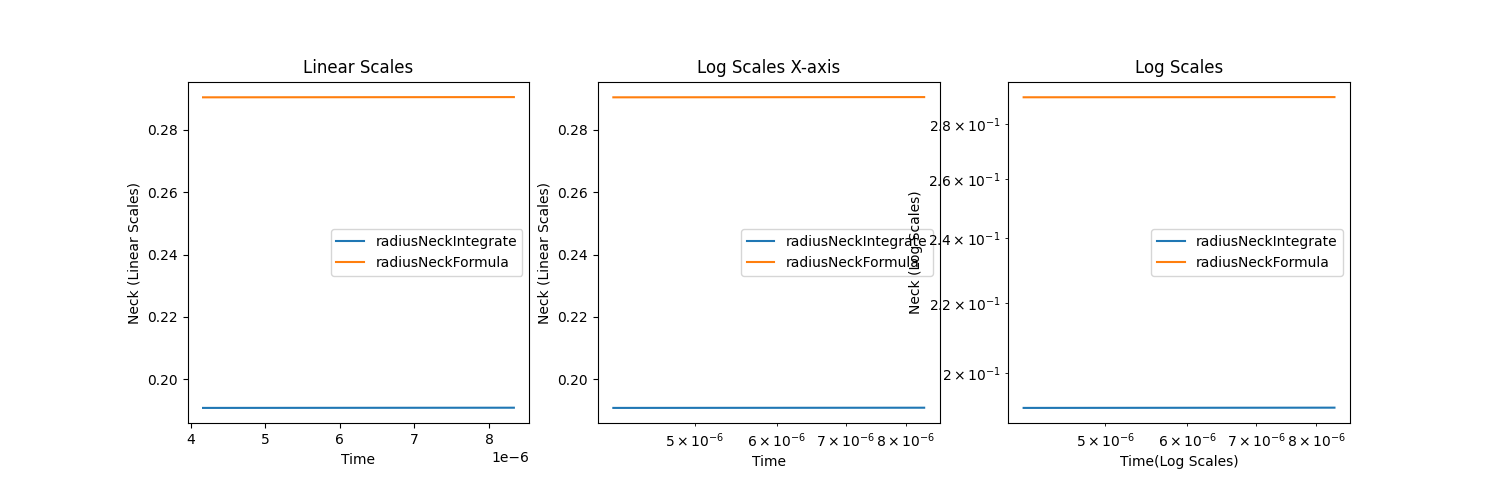 Linear Scales
Neck (Linear Scales)
0.28
0.26
0.24
0.22
0.20
radiusNeckIntegrate
radiusNeckFormula
4
5
6
7
8
1e−6
Time
Log Scales X-axis
Neck (Linear Scales)
0.28
0.26
0.24
0.22
0.20
radiusNeckIntegrate
radiusNeckFormula
5 × 10⁻⁶
6 × 10⁻⁶
7 × 10⁻⁶
8 × 10⁻⁶
Time
Log Scales
Neck (Log Scales)
2.8 × 10⁻¹
2.6 × 10⁻¹
2.4 × 10⁻¹
2.2 × 10⁻¹
2 × 10⁻¹
radiusNeckIntegrate
radiusNeckFormula
5 × 10⁻⁶
6 × 10⁻⁶
7 × 10⁻⁶
8 × 10⁻⁶
Time(Log Scales)